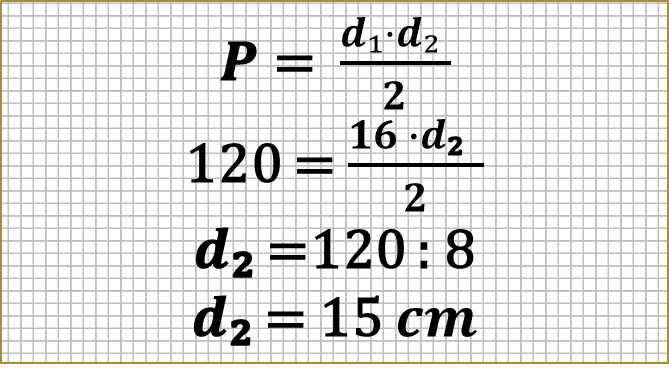 P = d₁·d₂ / 2
120 = 16 ·d₂ / 2
d₂ = 120 : 8
d₂ = 15 cm